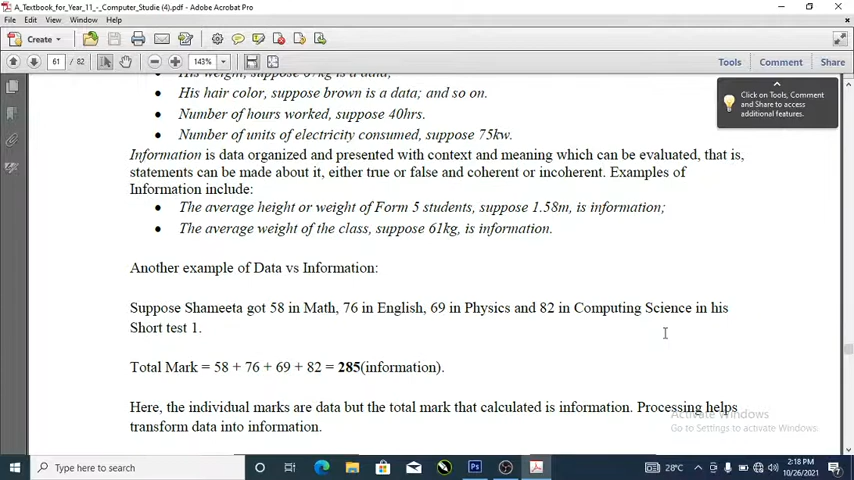 A_Textbook_for_Year_11_-_Computer_Studie (4).pdf - Adobe Acrobat Pro
File Edit View Window Help
Create
61 / 82 143% Tools Comment Share
Click on Tools, Comment
and Share to access
additional features.
His weight, suppose 67kg is a data;
• His hair color, suppose brown is a data; and so on.
• Number of hours worked, suppose 40hrs.
• Number of units of electricity consumed, suppose 75kw.
Information is data organized and presented with context and meaning which can be evaluated, that is,
statements can be made about it, either true or false and coherent or incoherent. Examples of
Information include:
• The average height or weight of Form 5 students, suppose 1.58m, is information;
• The average weight of the class, suppose 61kg, is information.
Another example of Data vs Information:
Suppose Shameeta got 58 in Math, 76 in English, 69 in Physics and 82 in Computing Science in his
Short test 1.
Total Mark = 58 + 76 + 69 + 82 = 285(information).
Here, the individual marks are data but the total mark that calculated is information. Processing helps
transform data into information.
Activate Windows
Go to Settings to activate Windows.
Type here to search
Ps
28°C
2:18 PM
10/26/2021
7